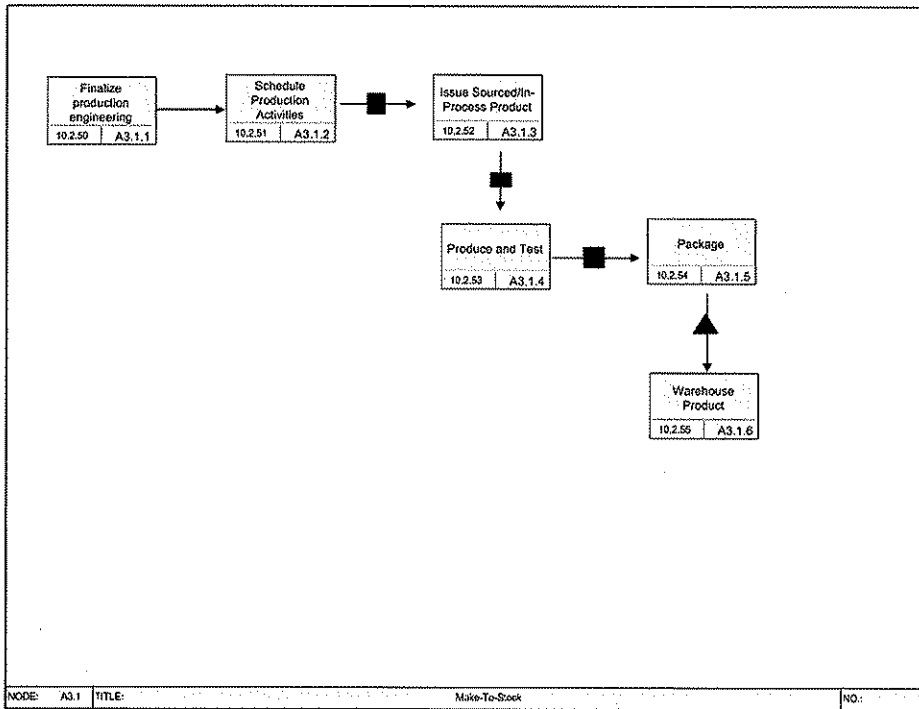 Finalize
production
engineering
10.2.50 A3.1.1
Schedule
Production
Activities
10.2.51 A3.1.2
Issue Sourced/In-
Process Product
10.2.52 A3.1.3
Produce and Test
10.2.53 A3.1.4
Package
10.2.54 A3.1.5
Warehouse
Product
10.2.55 A3.1.6
NODE: A3.1 TITLE: Make-To-Stock NO.: